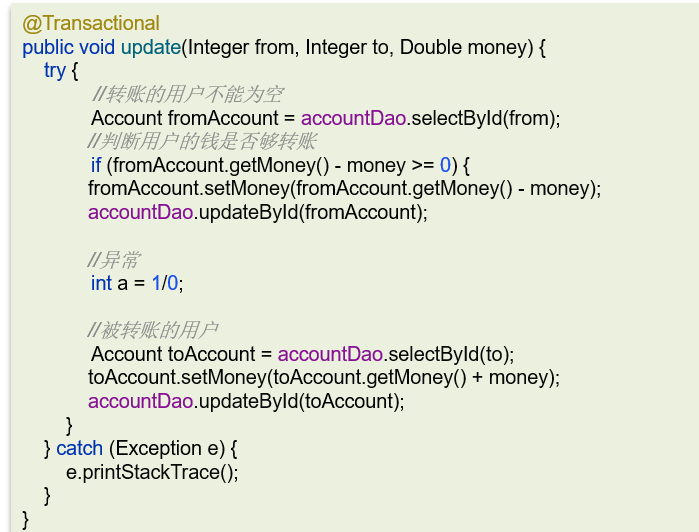 @Transactional
public void update(Integer from, Integer to, Double money) {
try {
//转账的用户不能为空
Account fromAccount = accountDao.selectById(from);
//判断用户的钱是否够转账
if (fromAccount.getMoney() - money >= 0) {
fromAccount.setMoney(fromAccount.getMoney() - money);
accountDao.updateById(fromAccount);
//异常
int a = 1/0;
//被转账的用户
Account toAccount = accountDao.selectById(to);
toAccount.setMoney(toAccount.getMoney() + money);
accountDao.updateById(toAccount);
}
} catch (Exception e) {
e.printStackTrace();
}
}